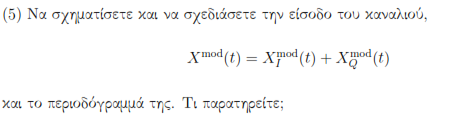 (5) Να σχηματίσετε και να σχεδιάσετε την είσοδο του καναλιού,
X^mod(t) = X_I^mod(t) + X_Q^mod(t)
και το περιοδόγραμμά της. Τι παρατηρείτε;